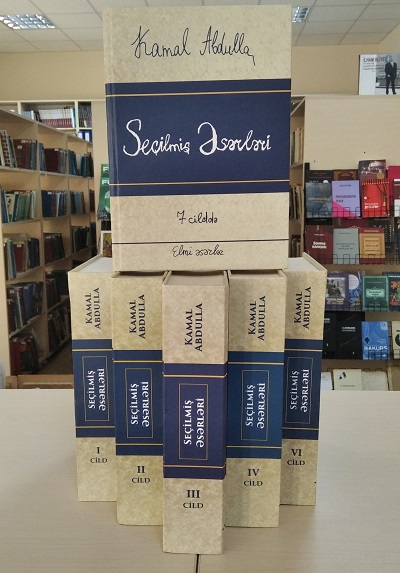 Kamal Abdulla
Seçilmiş Əsərləri
7 cilddə
Elmi əsərlər
KAMAL
ABDULLA
SEÇİLMİŞ
ƏSƏRLƏRİ
I
CİLD
KAMAL
ABDULLA
SEÇİLMİŞ
ƏSƏRLƏRİ
II
CİLD
KAMAL
ABDULLA
SEÇİLMİŞ
ƏSƏRLƏRİ
III
CİLD
KAMAL
ABDULLA
SEÇİLMİŞ
ƏSƏRLƏRİ
IV
CİLD
KAMAL
ABDULLA
SEÇİLMİŞ
ƏSƏRLƏRİ
VI
CİLD